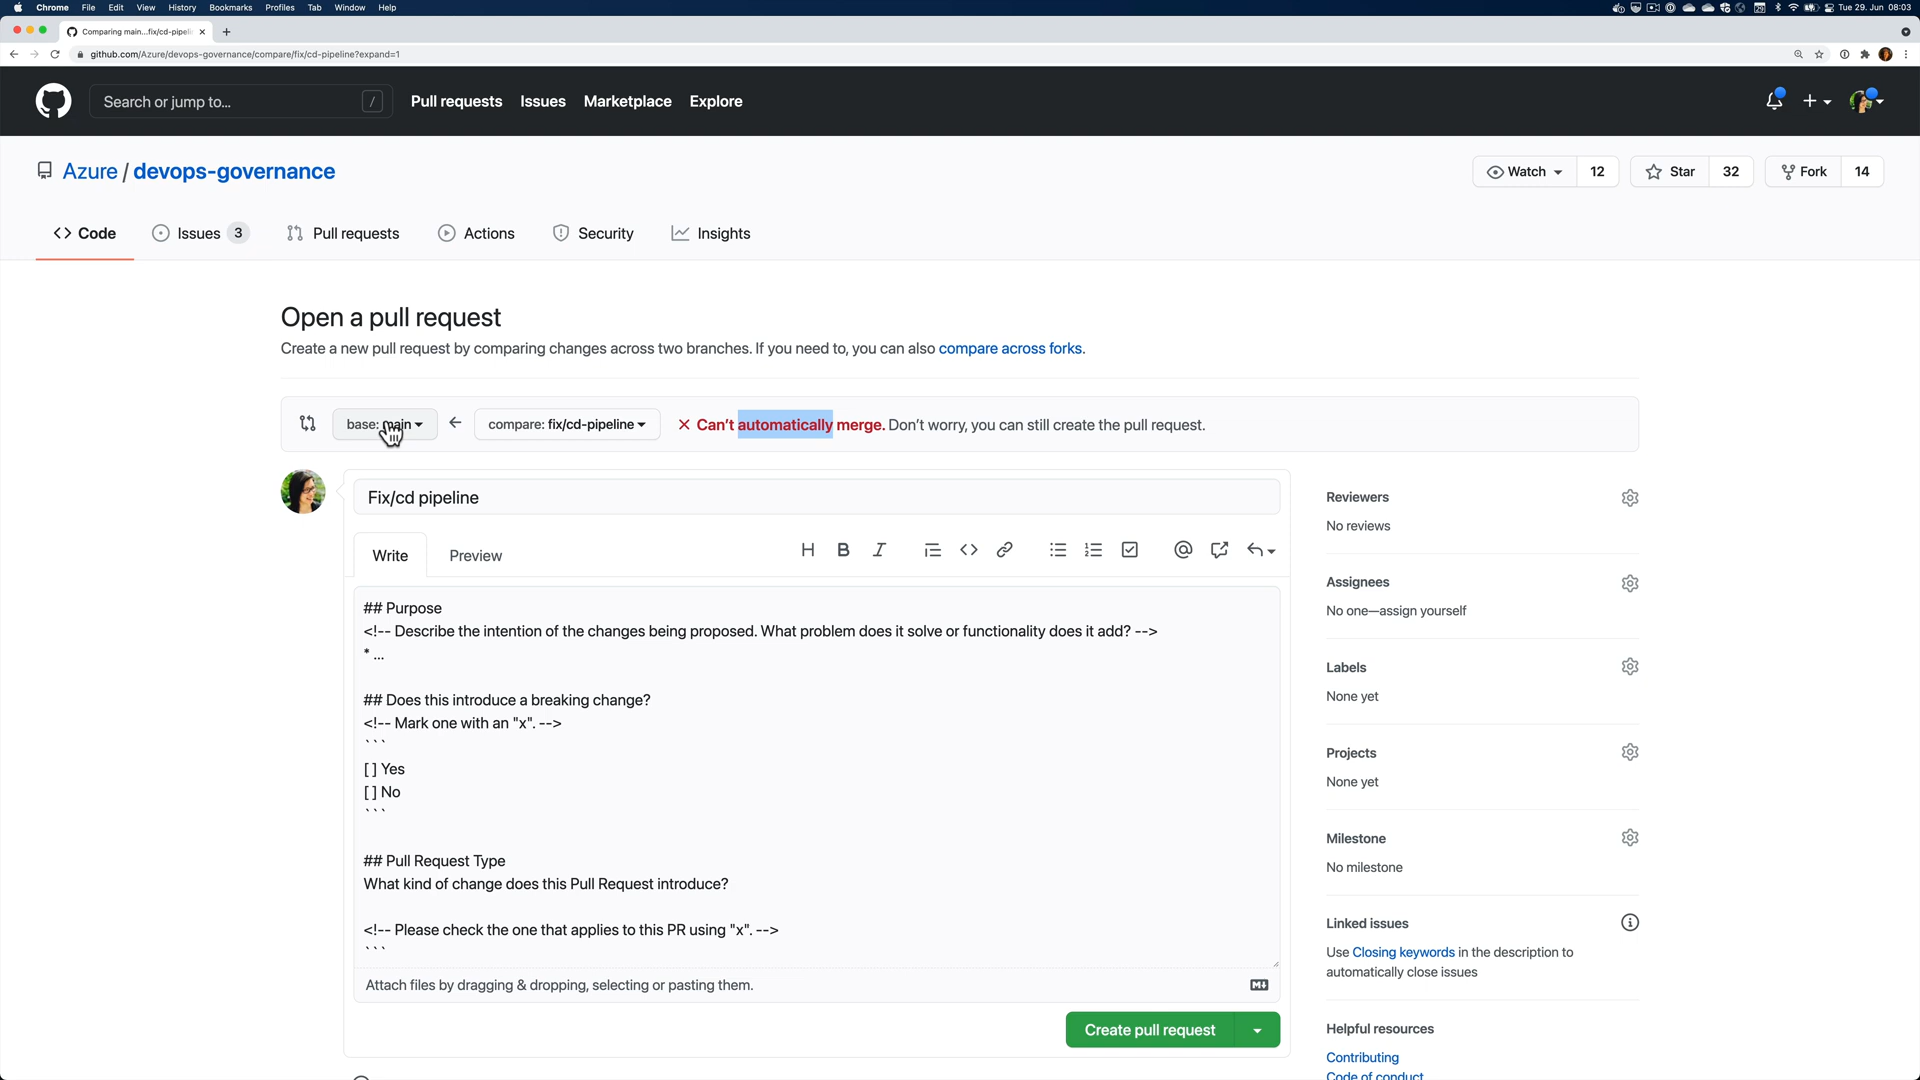 Chrome File Edit View History Bookmarks Profiles Tab Window Help
Tue 29. Jun 08:03
Comparing main...fix/cd-pipeli
github.com/Azure/devops-governance/compare/fix/cd-pipeline?expand=1
Search or jump to... /
Pull requests Issues Marketplace Explore
Azure / devops-governance
Watch 12 Star 32 Fork 14
Code Issues 3 Pull requests Actions Security Insights
Open a pull request
Create a new pull request by comparing changes across two branches. If you need to, you can also compare across forks.
base: main compare: fix/cd-pipeline Can't automatically merge. Don't worry, you can still create the pull request.
Fix/cd pipeline
Write Preview
## Purpose
<!-- Describe the intention of the changes being proposed. What problem does it solve or functionality does it add? -->
* ...
## Does this introduce a breaking change?
<!-- Mark one with an "x". -->
```
[ ] Yes
[ ] No
```
## Pull Request Type
What kind of change does this Pull Request introduce?
<!-- Please check the one that applies to this PR using "x". -->
```
Attach files by dragging & dropping, selecting or pasting them.
Create pull request
Reviewers
No reviews
Assignees
No one—assign yourself
Labels
None yet
Projects
None yet
Milestone
No milestone
Linked issues
Use Closing keywords in the description to
automatically close issues
Helpful resources
Contributing
Code of conduct